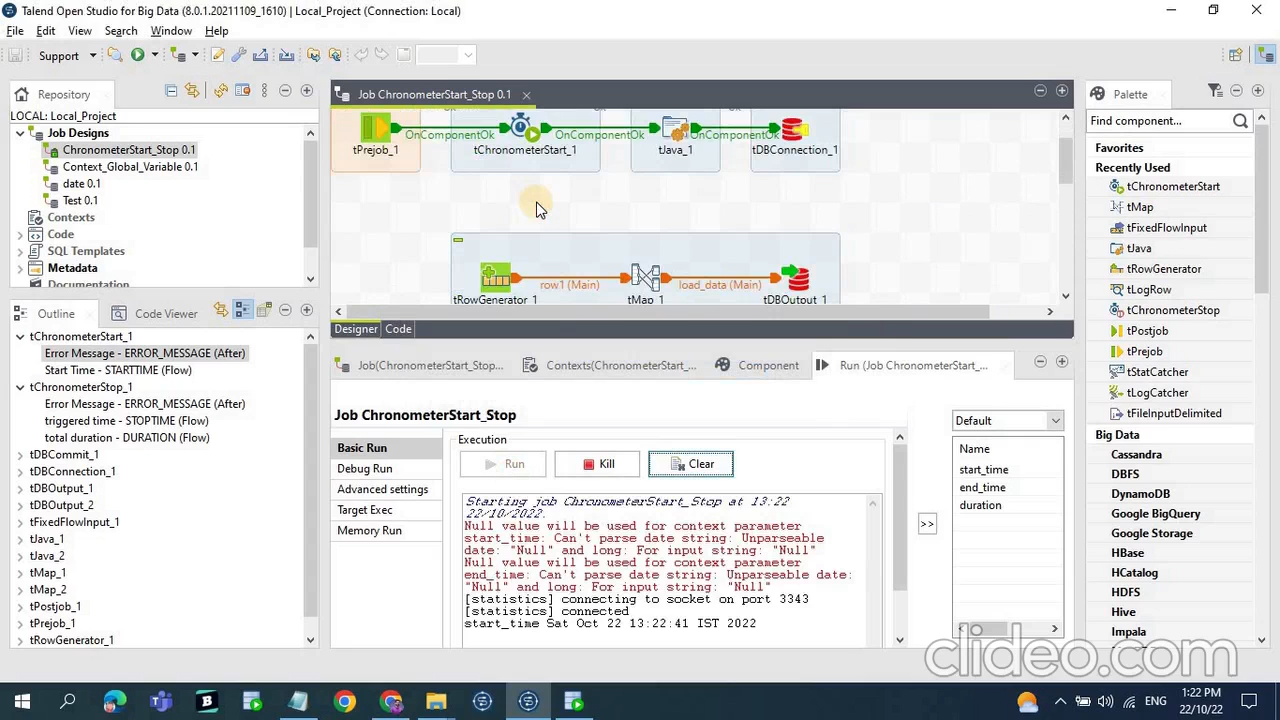 Talend Open Studio for Big Data (8.0.1.20211109_1610) | Local_Project (Connection: Local)
File Edit View Search Window Help
Support
Repository
LOCAL: Local_Project
Job Designs
ChronometerStart_Stop 0.1
Context_Global_Variable 0.1
date 0.1
Test 0.1
Contexts
Code
SQL Templates
Metadata
Documentation
Outline
Code Viewer
tChronometerStart_1
Error Message - ERROR_MESSAGE (After)
Start Time - STARTTIME (Flow)
tChronometerStop_1
Error Message - ERROR_MESSAGE (After)
triggered time - STOPTIME (Flow)
total duration - DURATION (Flow)
tDBCommit_1
tDBConnection_1
tDBOutput_1
tDBOutput_2
tFixedFlowInput_1
tJava_1
tJava_2
tMap_1
tMap_2
tPostjob_1
tPrejob_1
tRowGenerator_1
Job ChronometerStart_Stop 0.1
OnComponentOk OnComponentOk OnComponentOk
tPrejob_1 tChronometerStart_1 tJava_1 tDBConnection_1
row1 (Main) load_data (Main)
tRowGenerator_1 tMap_1 tDBOutput_1
Designer Code
Job(ChronometerStart_Stop... Contexts(ChronometerStart_... Component Run (Job ChronometerStart_...
Job ChronometerStart_Stop
Basic Run
Debug Run
Advanced settings
Target Exec
Memory Run
Execution
Run Kill Clear
Starting job ChronometerStart_Stop at 13:22
22/10/2022.
Null value will be used for context parameter
start_time: Can't parse date string: Unparseable
date: "Null" and long: For input string: "Null"
Null value will be used for context parameter
end_time: Can't parse date string: Unparseable date:
"Null" and long: For input string: "Null"
[statistics] connecting to socket on port 3343
[statistics] connected
start_time Sat Oct 22 13:22:41 IST 2022
Default
Name
start_time
end_time
duration
>>
Palette
Find component...
Favorites
Recently Used
tChronometerStart
tMap
tFixedFlowInput
tJava
tRowGenerator
tLogRow
tChronometerStop
tPostjob
tPrejob
tStatCatcher
tLogCatcher
tFileInputDelimited
Big Data
Cassandra
DBFS
DynamoDB
Google BigQuery
Google Storage
HBase
HCatalog
HDFS
Hive
Impala
clideo.com
ENG
1:22 PM
22/10/22